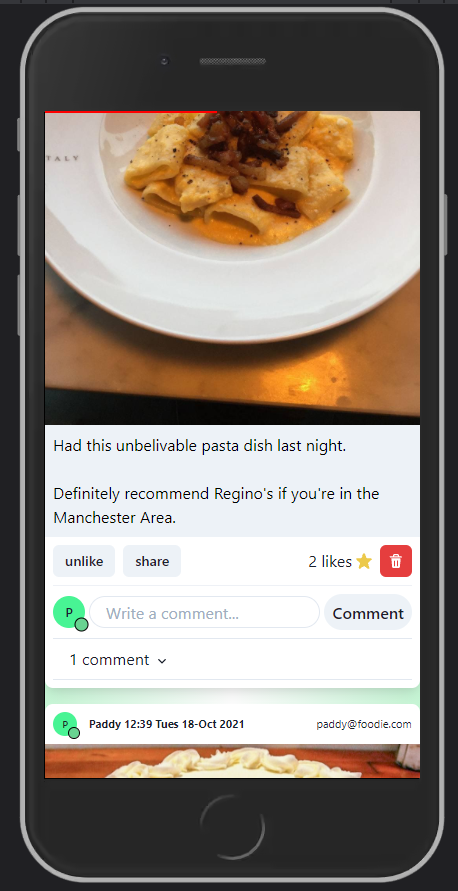 TALY
Had this unbelivable pasta dish last night.
Definitely recommend Regino's if you're in the
Manchester Area.
unlike share 2 likes
P Write a comment... Comment
1 comment
P Paddy 12:39 Tues 18-Oct 2021 paddy@foodie.com